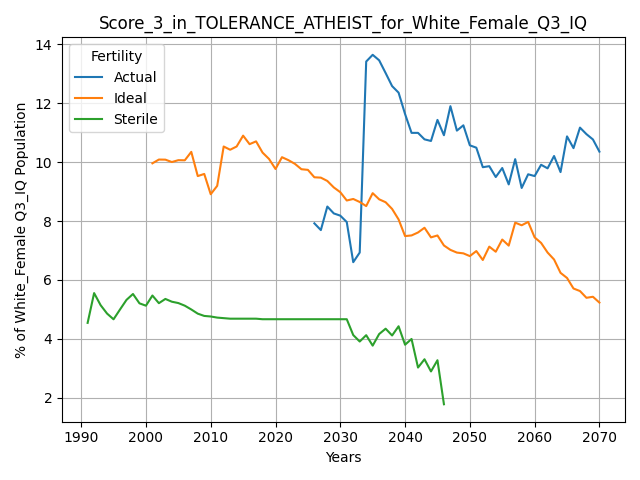 Score_3_in_TOLERANCE_ATHEIST_for_White_Female_Q3_IQ
Fertility
Actual
Ideal
Sterile
% of White_Female Q3_IQ Population
14
12
10
8
6
4
2
1990 2000 2010 2020 2030 2040 2050 2060 2070
Years